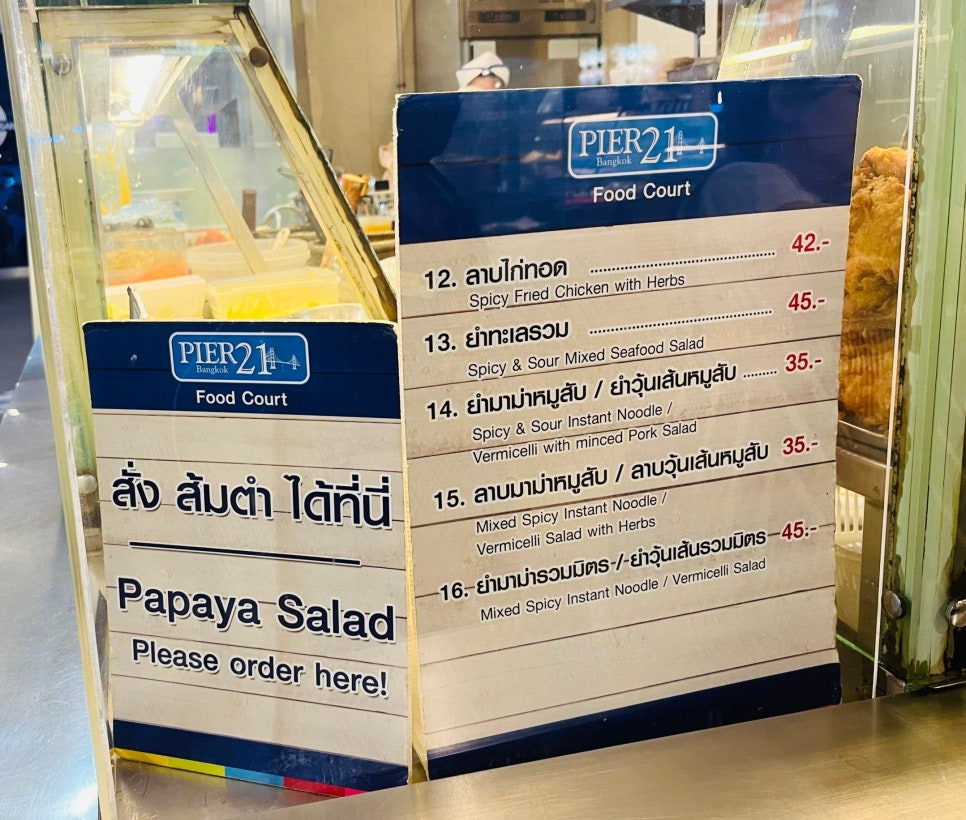 PIER21
Bangkok
Food Court
สั่ง ส้มตำ ได้ที่นี่
Papaya Salad
Please order here!
PIER21
Bangkok
Food Court
12. ลาบไก่ทอด ........................................ 42.-
Spicy Fried Chicken with Herbs
13. ยำทะเลรวม ........................................ 45.-
Spicy & Sour Mixed Seafood Salad
14. ยำมาม่าหมูสับ / ยำวุ้นเส้นหมูสับ ......... 35.-
Spicy & Sour Instant Noodle /
Vermicelli with minced Pork Salad
15. ลาบมาม่าหมูสับ / ลาบวุ้นเส้นหมูสับ 35.-
Mixed Spicy Instant Noodle /
Vermicelli Salad with Herbs
16. ยำมาม่ารวมมิตร / ยำวุ้นเส้นรวมมิตร 45.-
Mixed Spicy Instant Noodle / Vermicelli Salad